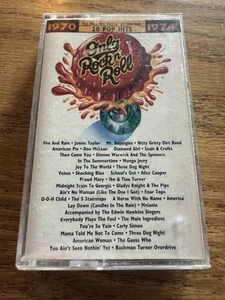 1970
1974
20 POP HITS
Only
Rock'n Roll
Fire And Rain • James Taylor Mr. Bojangles • Nitty Gritty Dirt Band
American Pie • Don McLean Diamond Girl • Seals & Crofts
Then Came You • Dionne Warwick And The Spinners
In The Summertime • Mungo Jerry
Joy To The World • Three Dog Night
Venus • Shocking Blue School's Out • Alice Cooper
Proud Mary • Ike & Tina Turner
Midnight Train To Georgia • Gladys Knight & The Pips
Ain't No Woman (Like The One I Got) • Four Tops
O-O-H Child • The 5 Stairsteps A Horse With No Name • America
Lay Down (Candles In The Rain) • Melanie
Accompanied By The Edwin Hawkins Singers
Everybody Plays The Fool • The Main Ingredient
You're So Vain • Carly Simon
Mama Told Me Not To Come • Three Dog Night
American Woman • The Guess Who
You Ain't Seen Nothin' Yet • Bachman Turner Overdrive